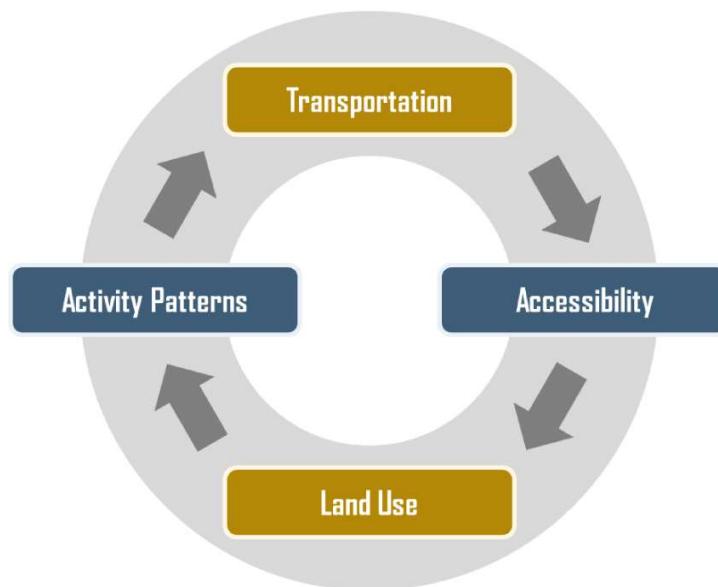 Transportation
Activity Patterns
Accessibility
Land Use